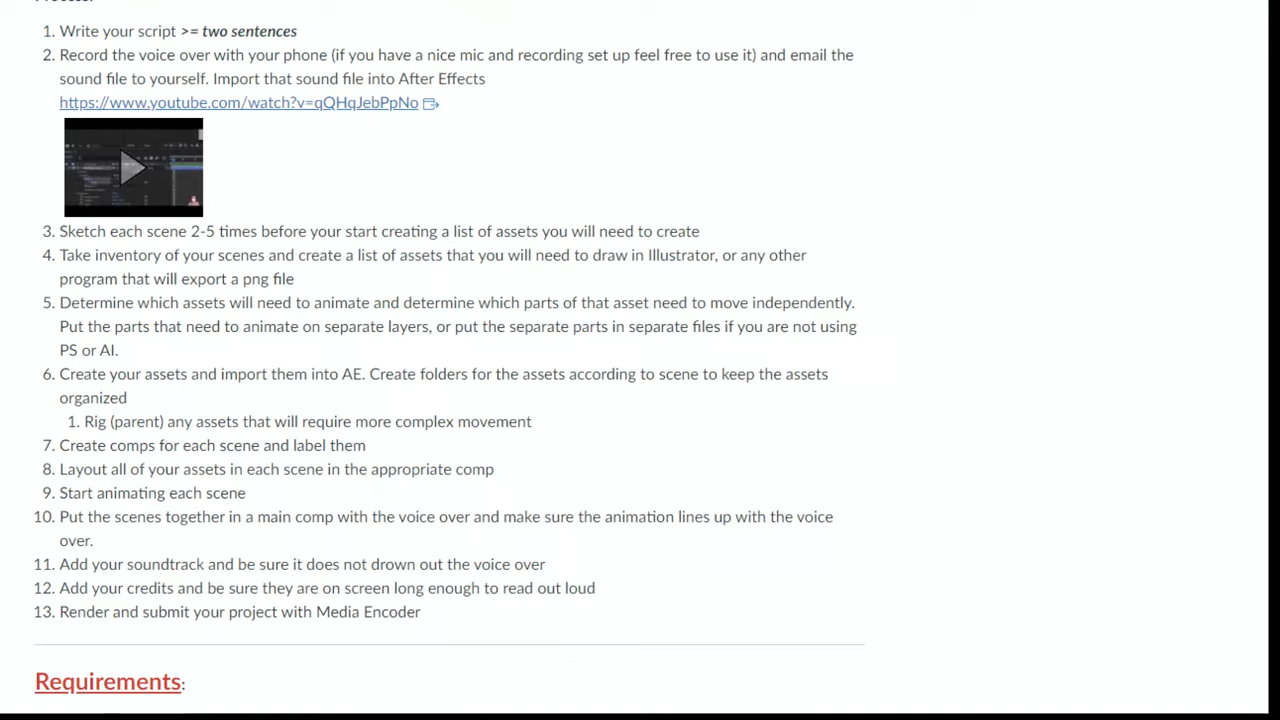 1. Write your script >= two sentences
2. Record the voice over with your phone (if you have a nice mic and recording set up feel free to use it) and email the
sound file to yourself. Import that sound file into After Effects
https://www.youtube.com/watch?v=qQHqJebPpNo
3. Sketch each scene 2-5 times before your start creating a list of assets you will need to create
4. Take inventory of your scenes and create a list of assets that you will need to draw in Illustrator, or any other
program that will export a png file
5. Determine which assets will need to animate and determine which parts of that asset need to move independently.
Put the parts that need to animate on separate layers, or put the separate parts in separate files if you are not using
PS or AI.
6. Create your assets and import them into AE. Create folders for the assets according to scene to keep the assets
organized
1. Rig (parent) any assets that will require more complex movement
7. Create comps for each scene and label them
8. Layout all of your assets in each scene in the appropriate comp
9. Start animating each scene
10. Put the scenes together in a main comp with the voice over and make sure the animation lines up with the voice
over.
11. Add your soundtrack and be sure it does not drown out the voice over
12. Add your credits and be sure they are on screen long enough to read out loud
13. Render and submit your project with Media Encoder
Requirements: